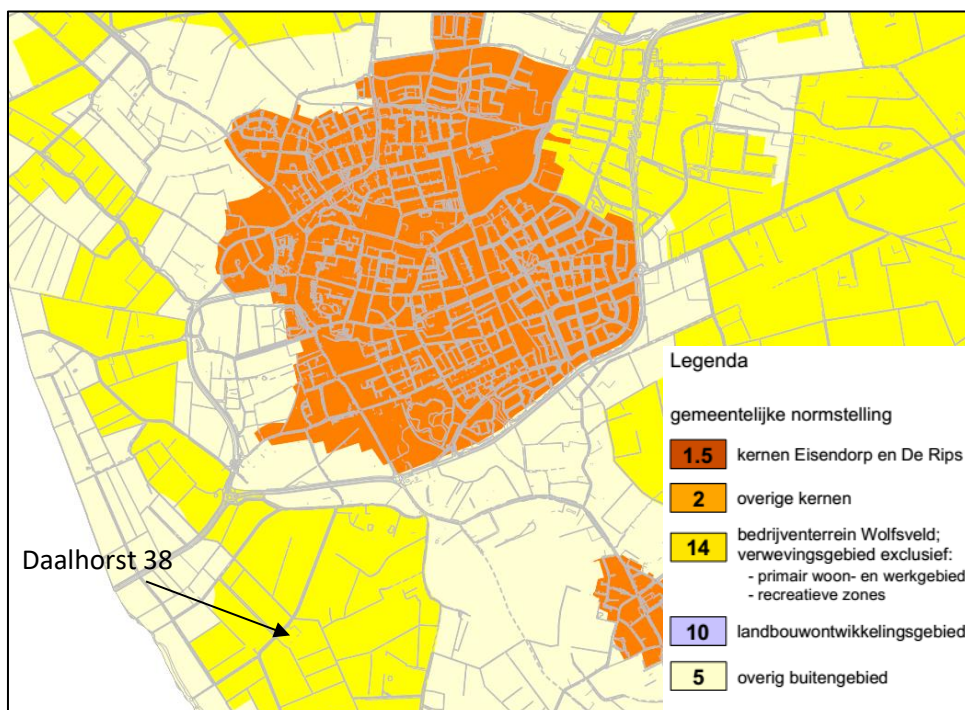 Daalhorst 38
Legenda
gemeentelijke normstelling
1.5 kernen Eisendorp en De Rips
2 overige kernen
14 bedrijventerrein Wolfsveld;
verwevingsgebied exclusief:
- primair woon- en werkgebied
- recreatieve zones
10 landbouwontwikkelingsgebied
5 overig buitengebied